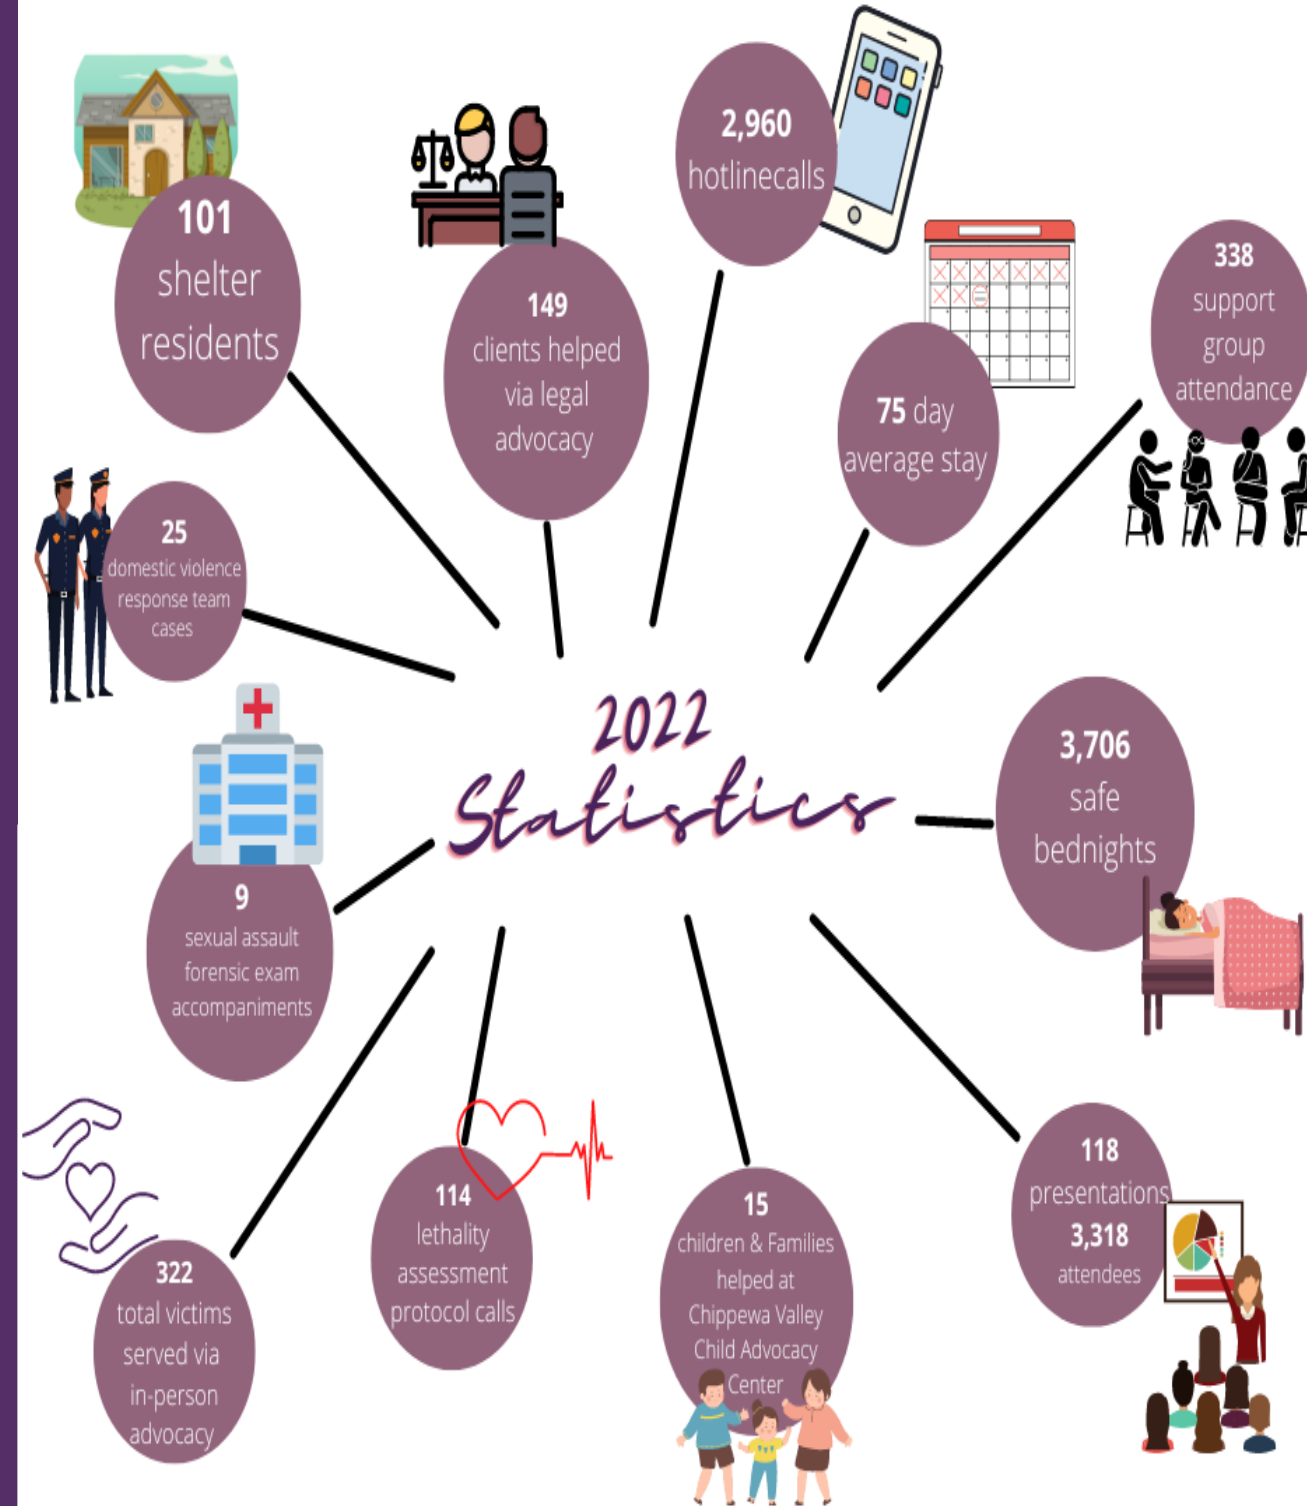 2,960
hotlinecalls
101
shelter
residents
149
clients helped
via legal
advocacy
75 day
average stay
338
support
group
attendance
25
domestic violence
response team
cases
2022
Statistics
3,706
safe
bednights
9
sexual assault
forensic exam
accompaniments
322
total victims
served via
in-person
advocacy
114
lethality
assessment
protocol calls
15
children & Families
helped at
Chippewa Valley
Child Advocacy
Center
118
presentations
3,318
attendees